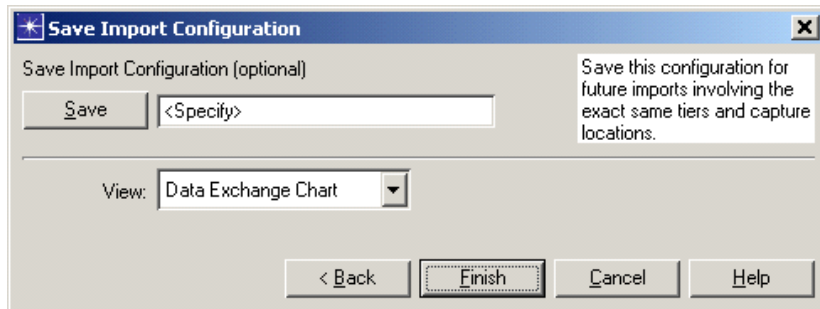 Save Import Configuration
Save Import Configuration (optional)
Save <Specify>
Save this configuration for
future imports involving the
exact same tiers and capture
locations.
View: Data Exchange Chart
< Back Finish Cancel Help